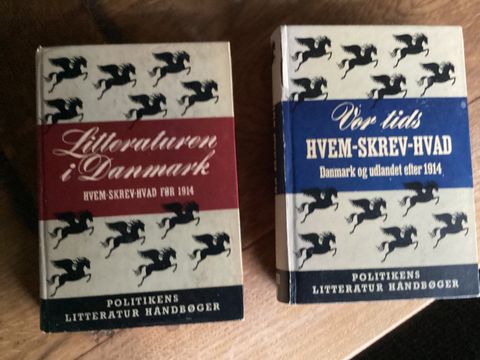 Litteraturen
i Danmark
HVEM-SKREV-HVAD FØR 1914
POLITIKENS
LITTERATUR HÅNDBØGER
Vor tids
HVEM-SKREV-HVAD
Danmark og udlandet efter 1914
POLITIKENS
LITTERATUR HÅNDBØGER